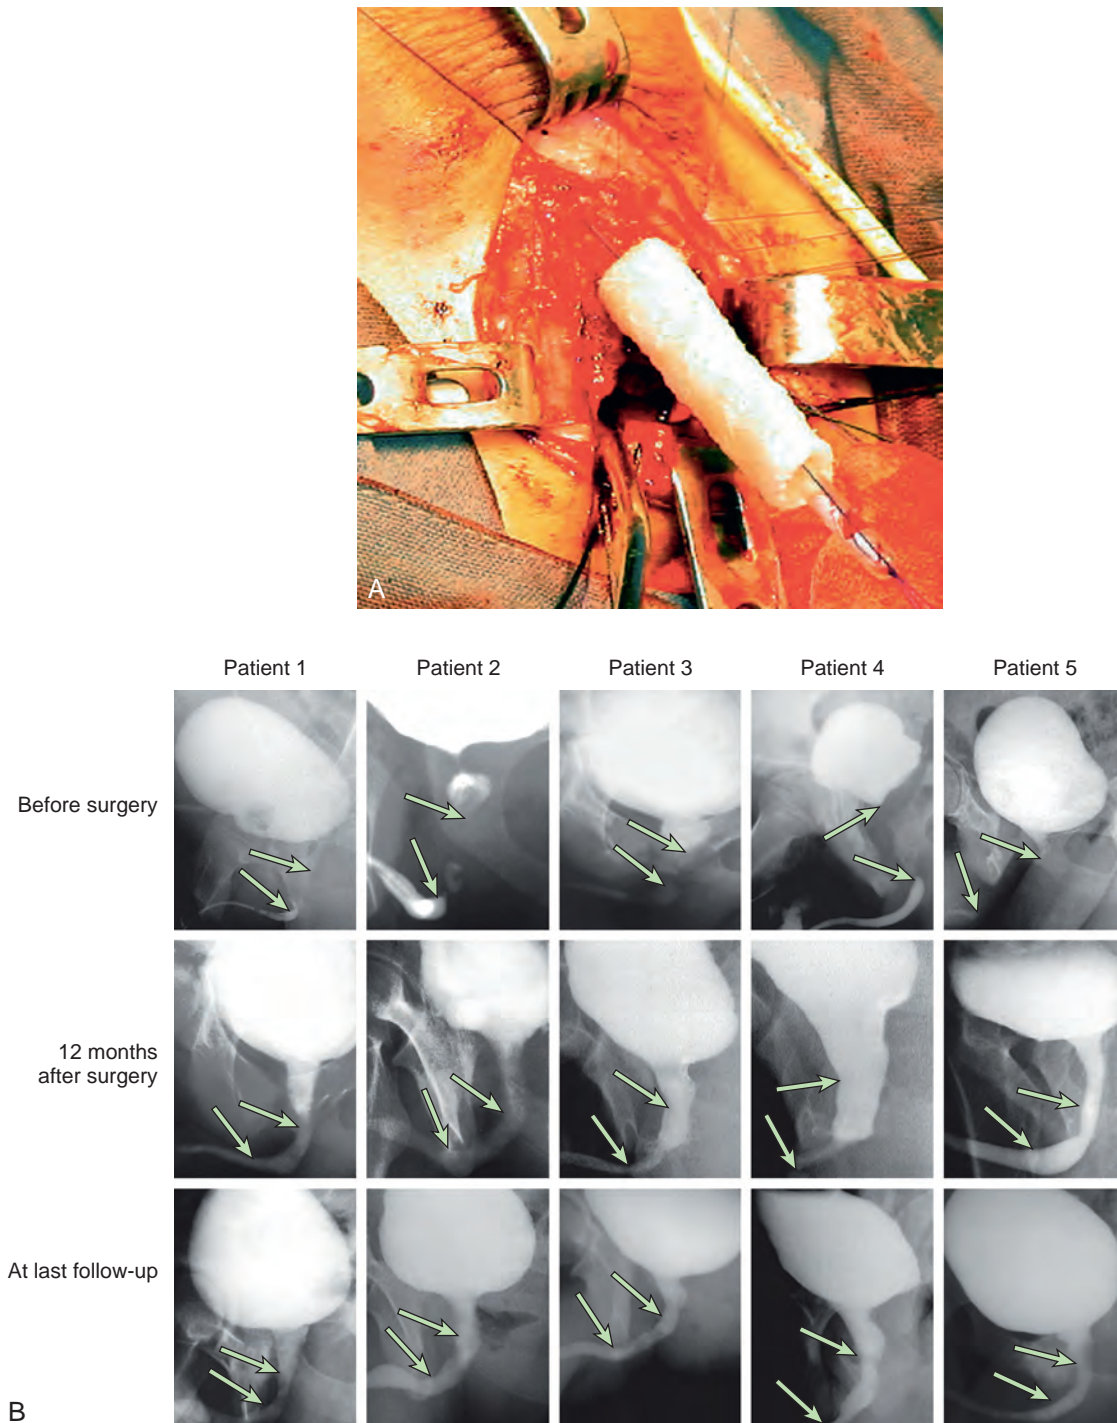 A
Patient 1
Patient 2
Patient 3
Patient 4
Patient 5
Before surgery
12 months
after surgery
At last follow-up
B